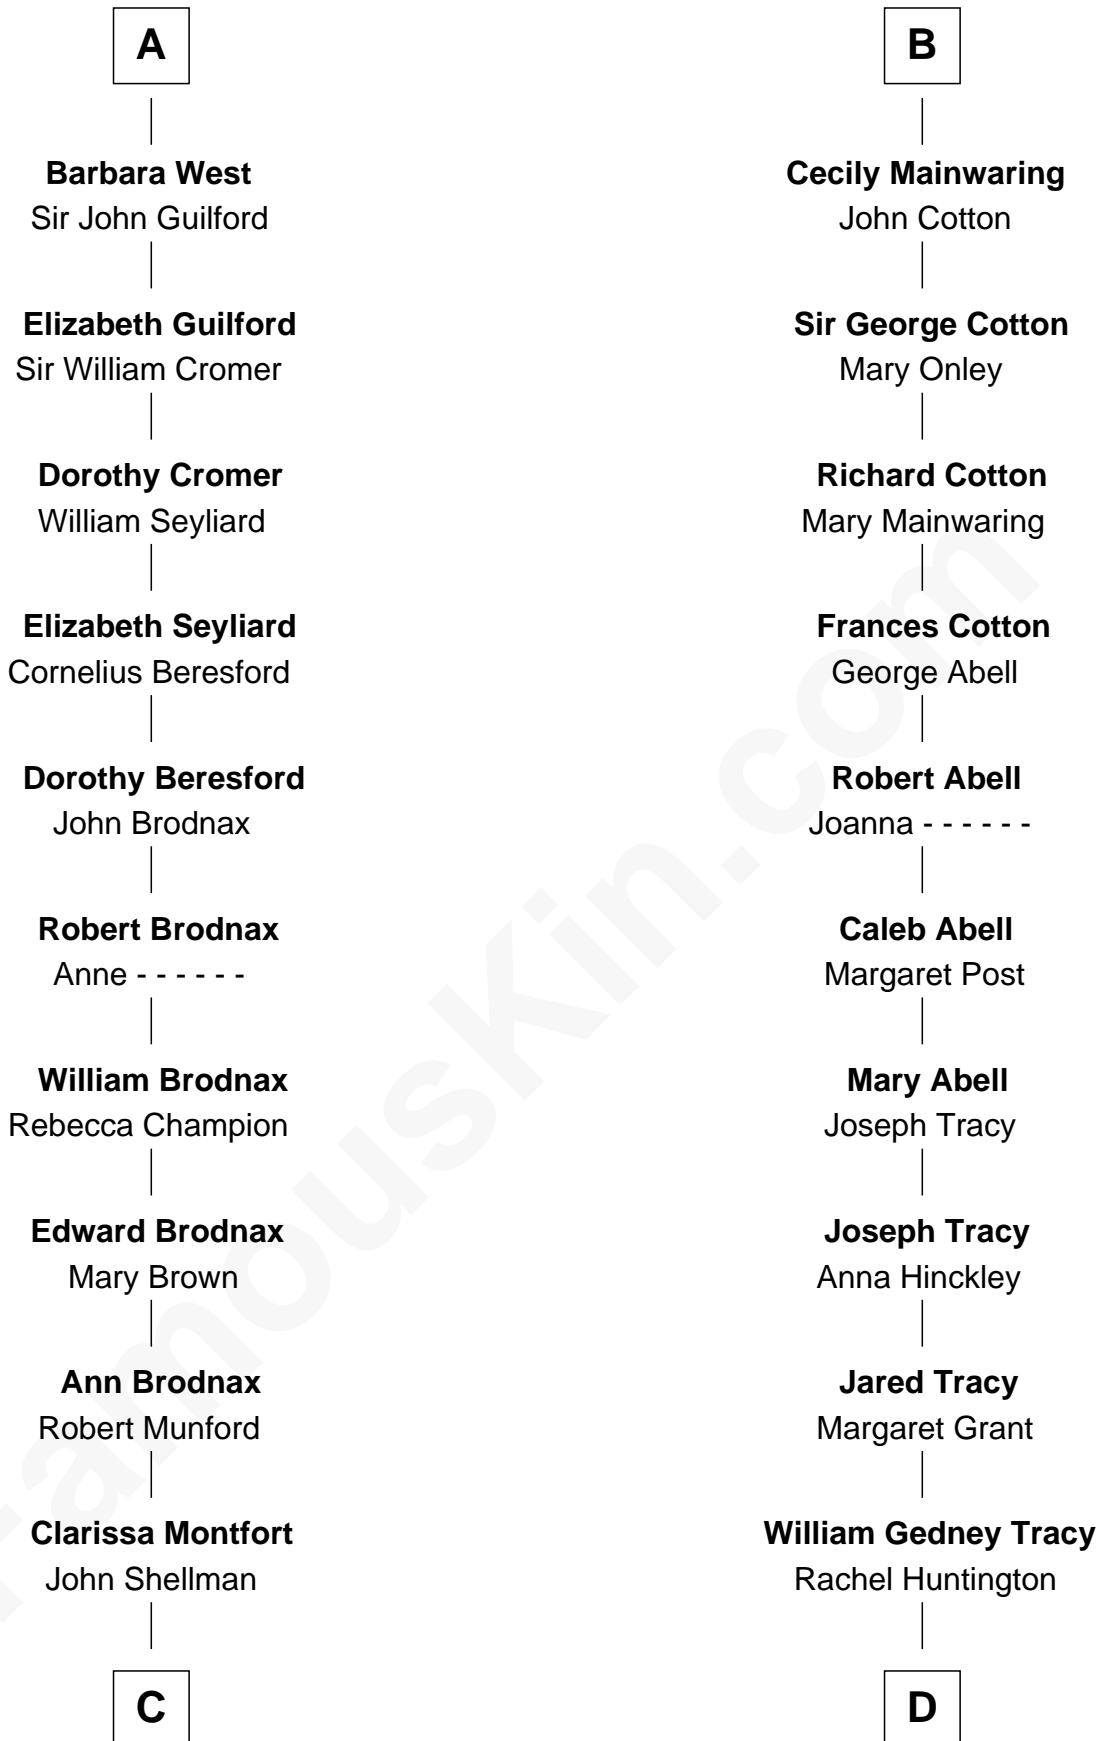 A
Barbara West
Sir John Guilford
Elizabeth Guilford
Sir William Cromer
Dorothy Cromer
William Seyliard
Elizabeth Seyliard
Cornelius Beresford
Dorothy Beresford
John Brodnax
Robert Brodnax
Anne - - - - - -
William Brodnax
Rebecca Champion
Edward Brodnax
Mary Brown
Ann Brodnax
Robert Munford
Clarissa Montfort
John Shellman
C
B
Cecily Mainwaring
John Cotton
Sir George Cotton
Mary Onley
Richard Cotton
Mary Mainwaring
Frances Cotton
George Abell
Robert Abell
Joanna - - - - - -
Caleb Abell
Margaret Post
Mary Abell
Joseph Tracy
Joseph Tracy
Anna Hinckley
Jared Tracy
Margaret Grant
William Gedney Tracy
Rachel Huntington
D
FamousKin.com